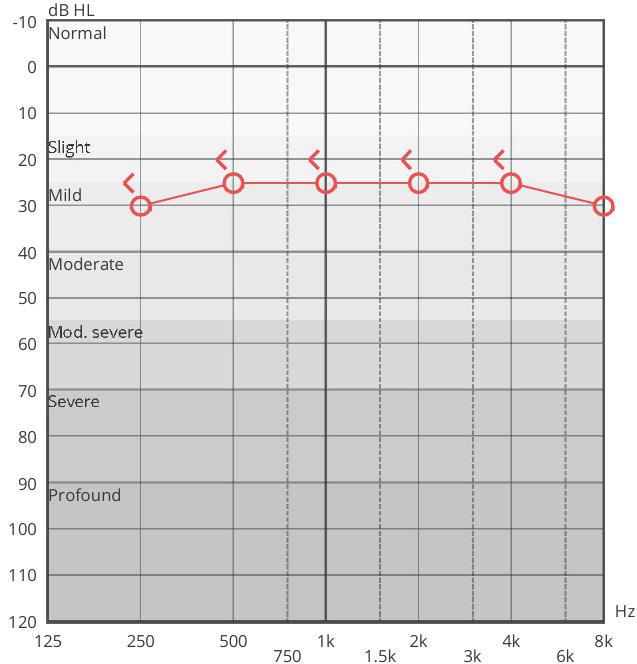 dB HL
-10
Normal
0
10
Slight
20
Mild
30
40
Moderate
50
Mod. severe
60
70
Severe
80
90
Profound
100
110
120
Hz
125 250 500 1k 2k 4k 8k
750 1.5k 3k 6k